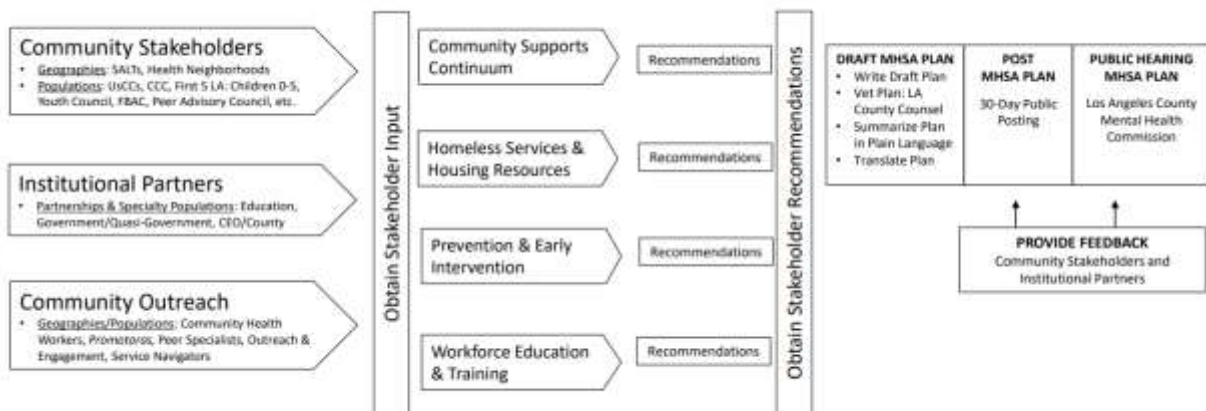 Community Stakeholders
• Geographies: SALTs, Health Neighborhoods
• Populations: UsCCs, CCC, First 5 LA: Children 0-5,
Youth Council, FBAC, Peer Advisory Council, etc.
Institutional Partners
• Partnerships & Specialty Populations: Education,
Government/Quasi-Government, CEO/County
Community Outreach
• Geographies/Populations: Community Health
Workers, Promotoras, Peer Specialists, Outreach &
Engagement, Service Navigators
Obtain Stakeholder Input
Community Supports
Continuum
Recommendations
Homeless Services &
Housing Resources
Recommendations
Prevention & Early
Intervention
Recommendations
Workforce Education
& Training
Recommendations
Obtain Stakeholder Recommendations
DRAFT MHSA PLAN
• Write Draft Plan
• Vet Plan: LA
County Counsel
• Summarize Plan
in Plain Language
• Translate Plan
POST
MHSA PLAN
30-Day Public
Posting
PUBLIC HEARING
MHSA PLAN
Los Angeles County
Mental Health
Commission
PROVIDE FEEDBACK
Community Stakeholders and
Institutional Partners